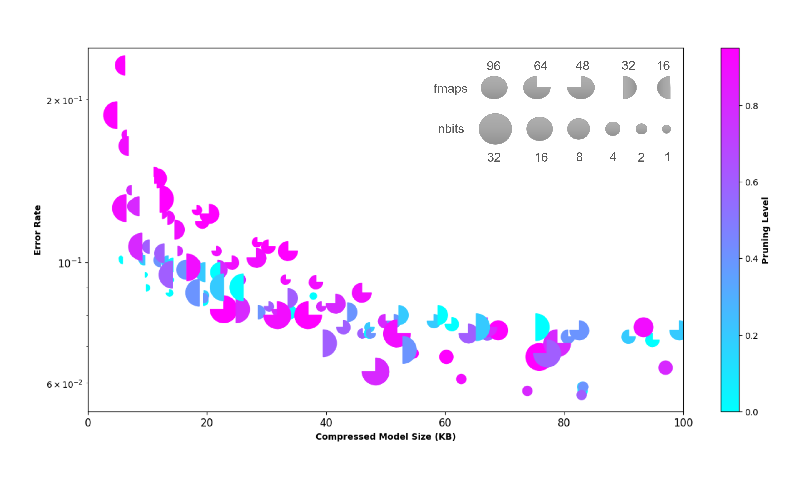 96 64 48 32 16
fmaps
nbits
32 16 8 4 2 1
2 × 10⁻¹
10⁻¹
6 × 10⁻²
Error Rate
0 20 40 60 80 100
Compressed Model Size (KB)
0.8
0.6
0.4
0.2
0.0
Pruning Level